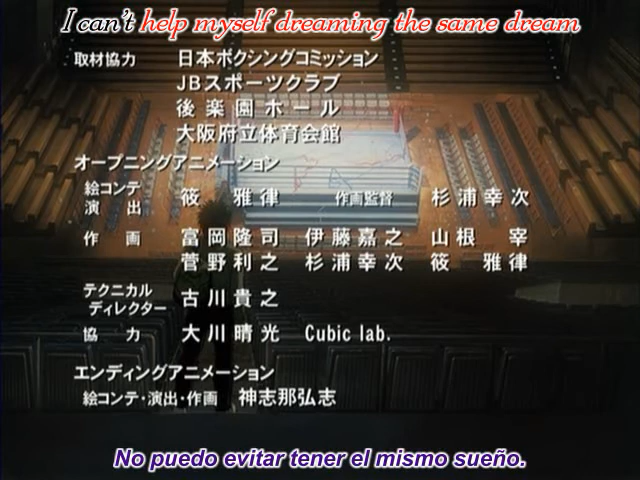 I can't help myself dreaming the same dream
取材協力 日本ボクシングコミッション
JBスポーツクラブ
後楽園ホール
大阪府立体育会館
オープニングアニメーション
絵コンテ
演出 筱 雅律 作画監督 杉浦幸次
作画 富岡隆司 伊藤嘉之 山根 宰
菅野利之 杉浦幸次 筱 雅律
テクニカル
ディレクター 古川貴之
協力 大川晴光 Cubic lab.
エンディングアニメーション
絵コンテ・演出・作画 神志那弘志
No puedo evitar tener el mismo sueño.